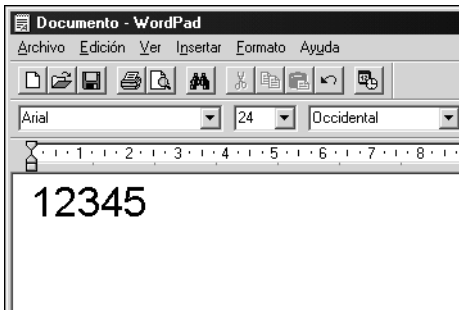 Documento - WordPad
Archivo Edición Ver Insertar Formato Ayuda
Arial 24 Occidental
1 2 3 4 5 6 7 8
12345